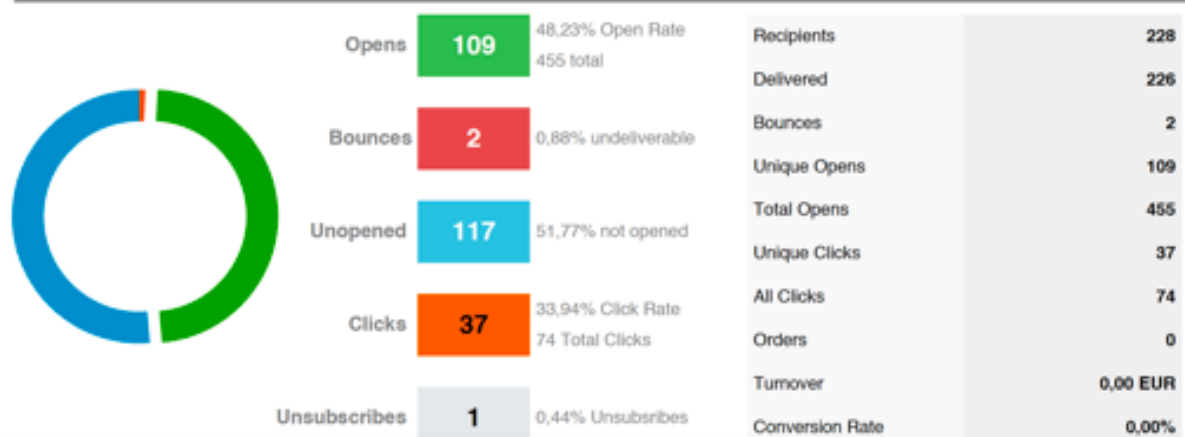 Opens
109
48,23% Open Rate
455 total
Bounces
2
0,88% undeliverable
Unopened
117
51,77% not opened
Clicks
37
33,94% Click Rate
74 Total Clicks
Unsubscribes
1
0,44% Unsubsribes
Recipients 228
Delivered 226
Bounces 2
Unique Opens 109
Total Opens 455
Unique Clicks 37
All Clicks 74
Orders 0
Turnover 0,00 EUR
Conversion Rate 0,00%